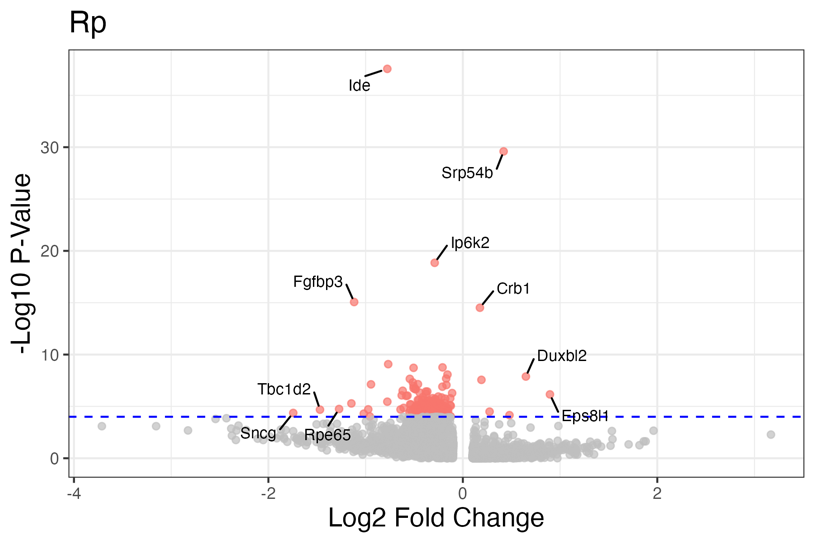 Rp
Ide
30
Srp54b
-Log10 P-Value
20
Ip6k2
Fgfbp3
Crb1
10
Duxbl2
Tbc1d2
Eps8l1
Sncg
Rpe65
0
-4
-2
0
2
Log2 Fold Change